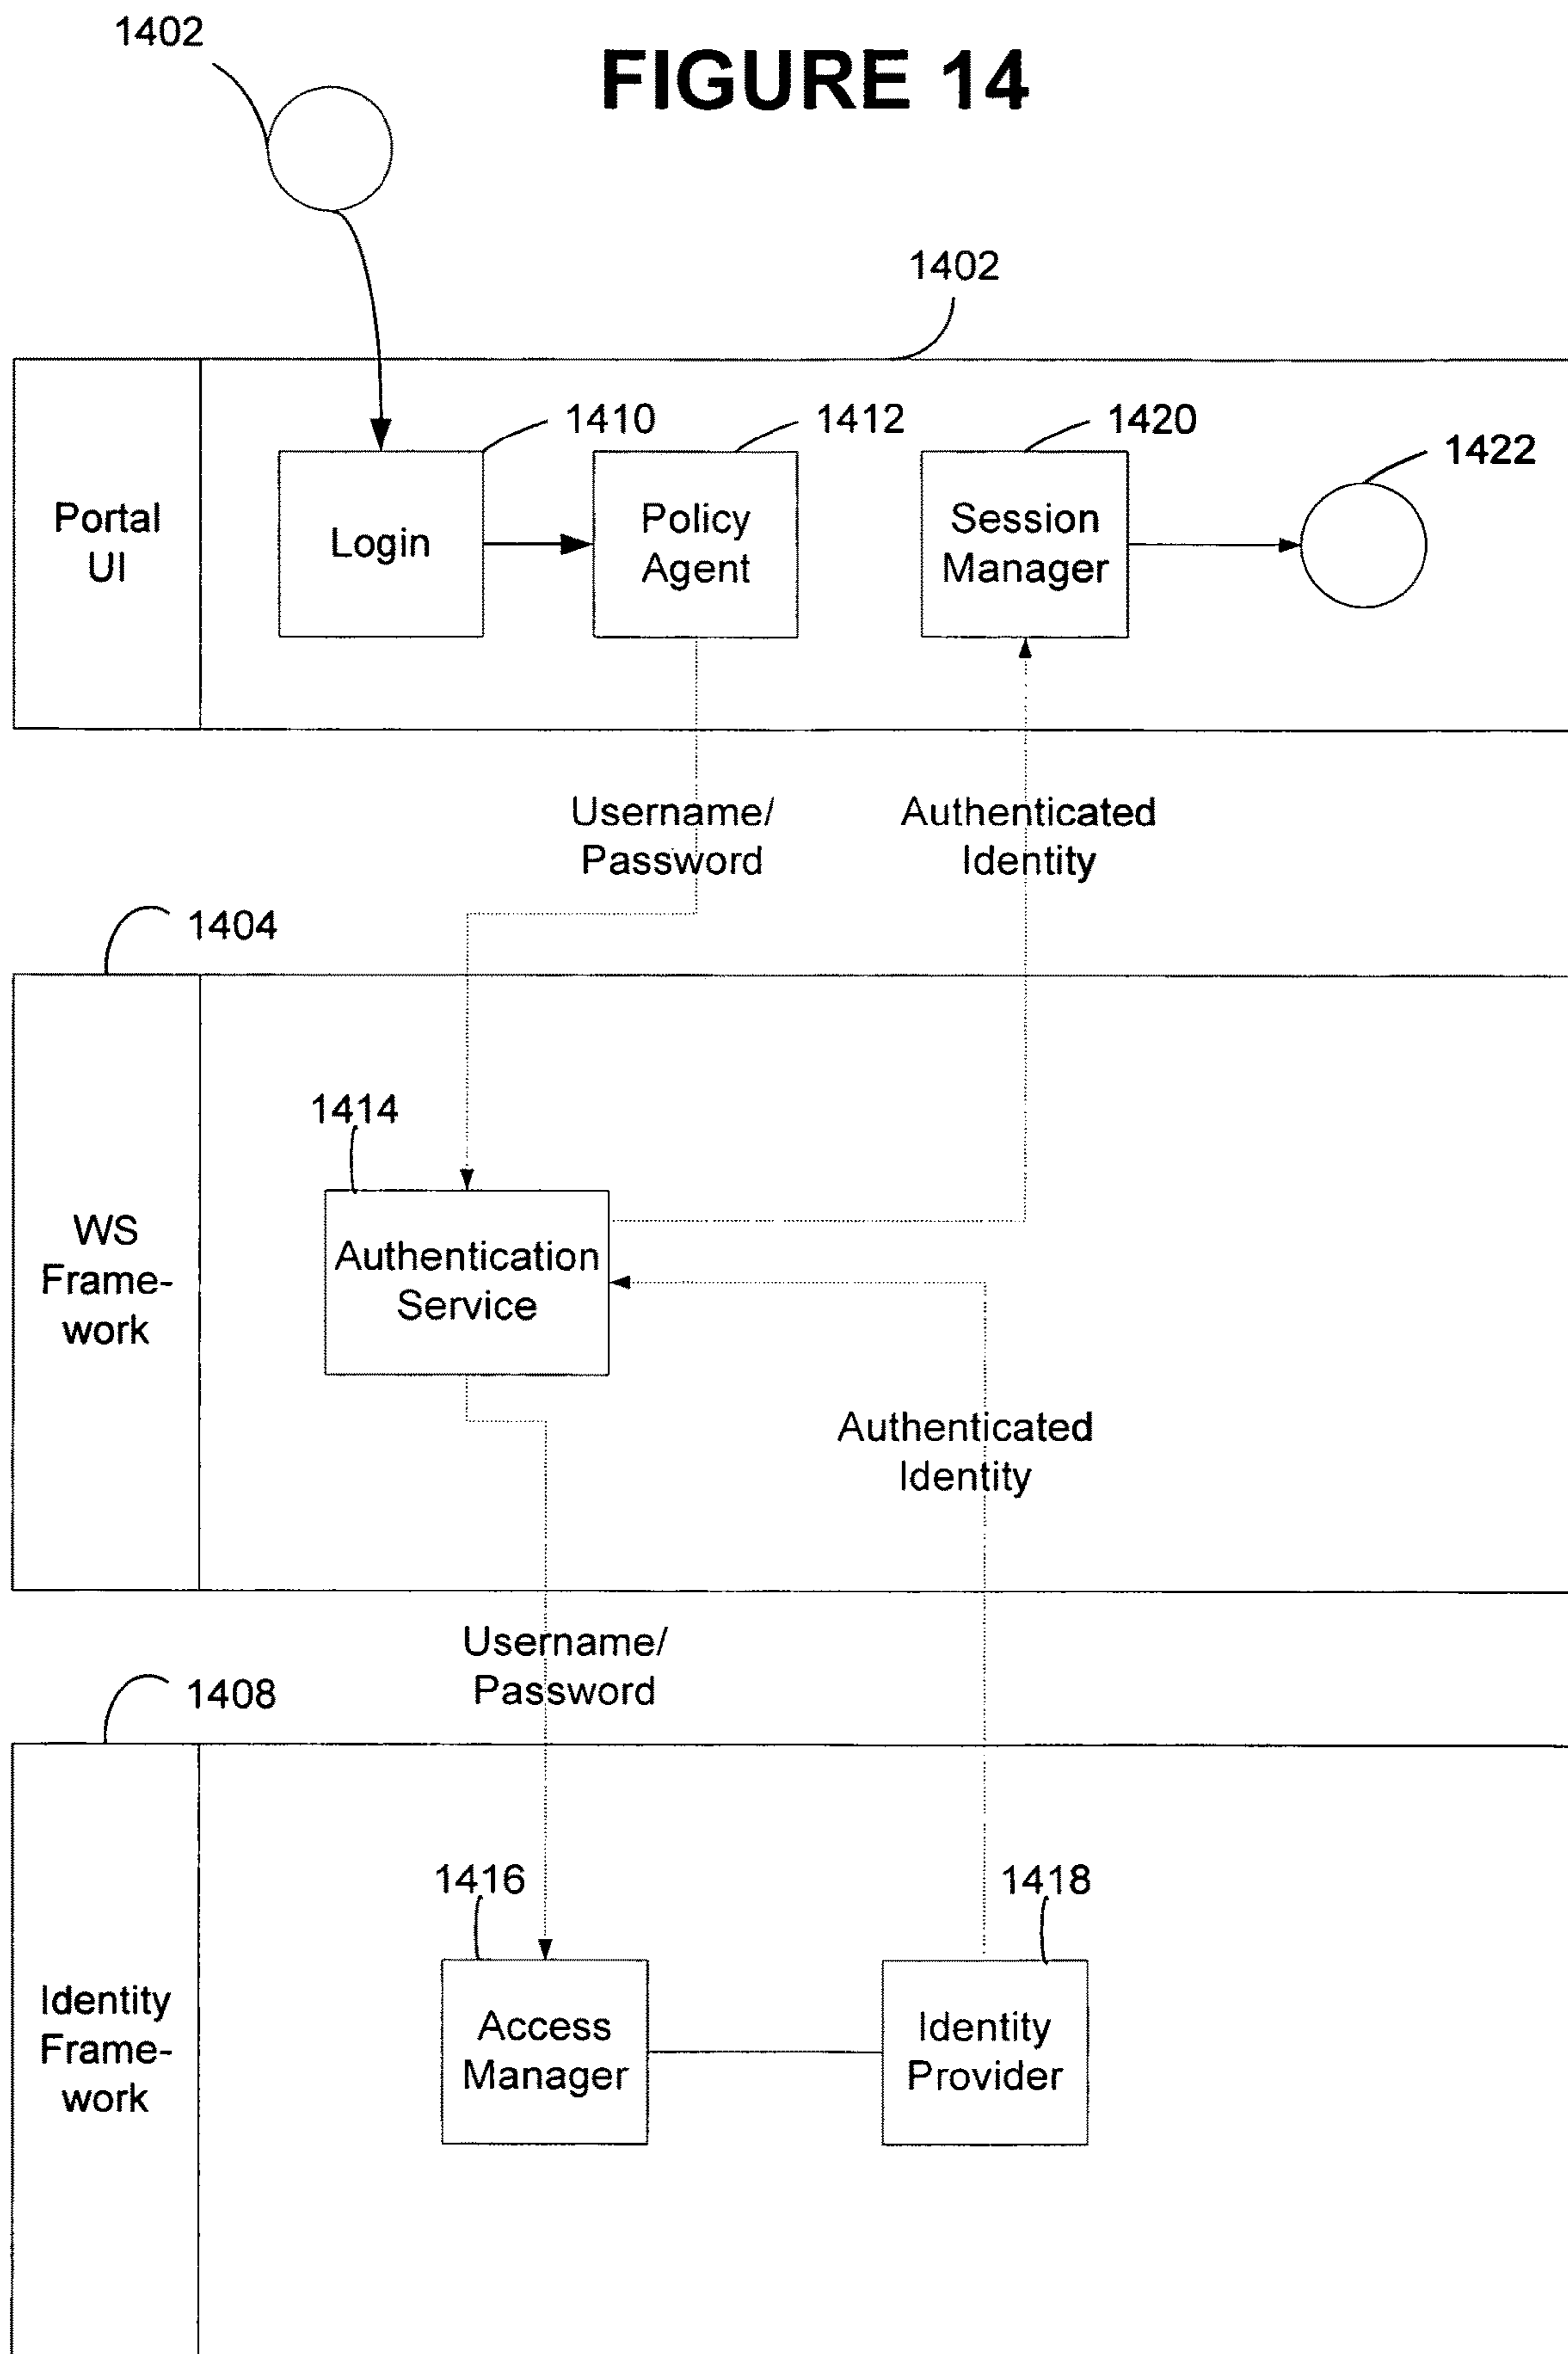 1402
FIGURE 14
1402
1410
1412
1420
1422
Portal
UI
Login
Policy
Agent
Session
Manager
Username/
Password
Authenticated
Identity
1404
1414
WS
Frame-
work
Authentication
Service
Authenticated
Identity
Username/
Password
1408
1416
1418
Identity
Frame-
work
Access
Manager
Identity
Provider